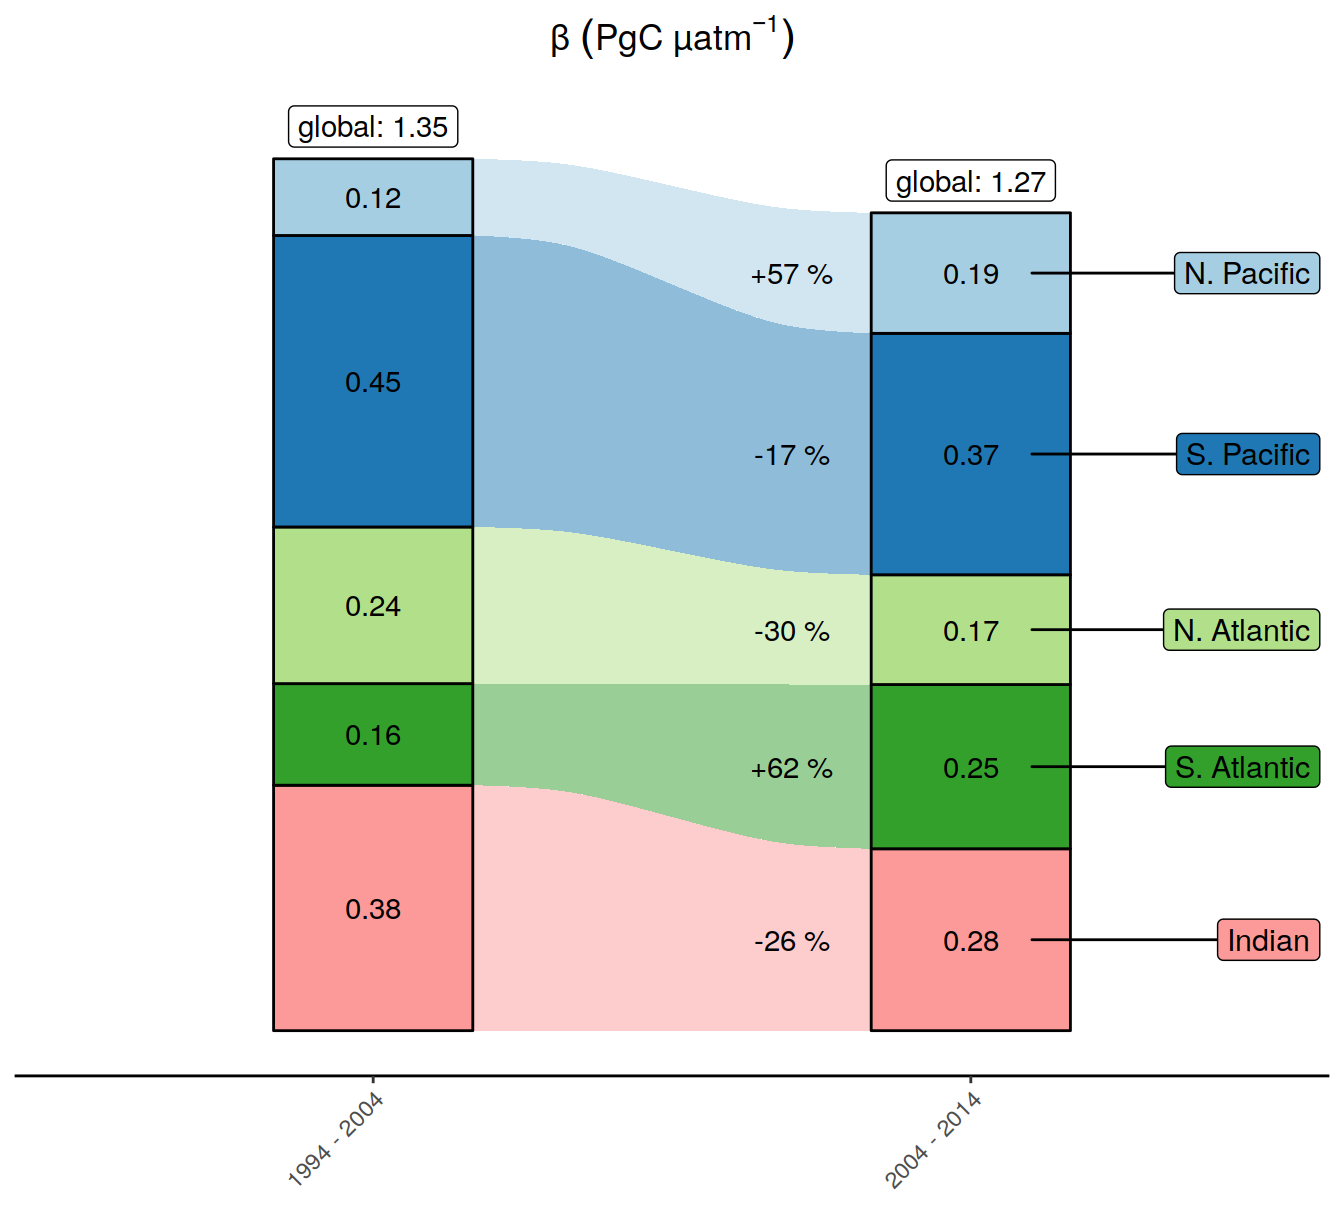 β (PgC μatm⁻¹)
global: 1.35
global: 1.27
0.12
+57 %
0.19
N. Pacific
0.45
-17 %
0.37
S. Pacific
0.24
-30 %
0.17
N. Atlantic
0.16
+62 %
0.25
S. Atlantic
0.38
-26 %
0.28
Indian
1994 - 2004
2004 - 2014